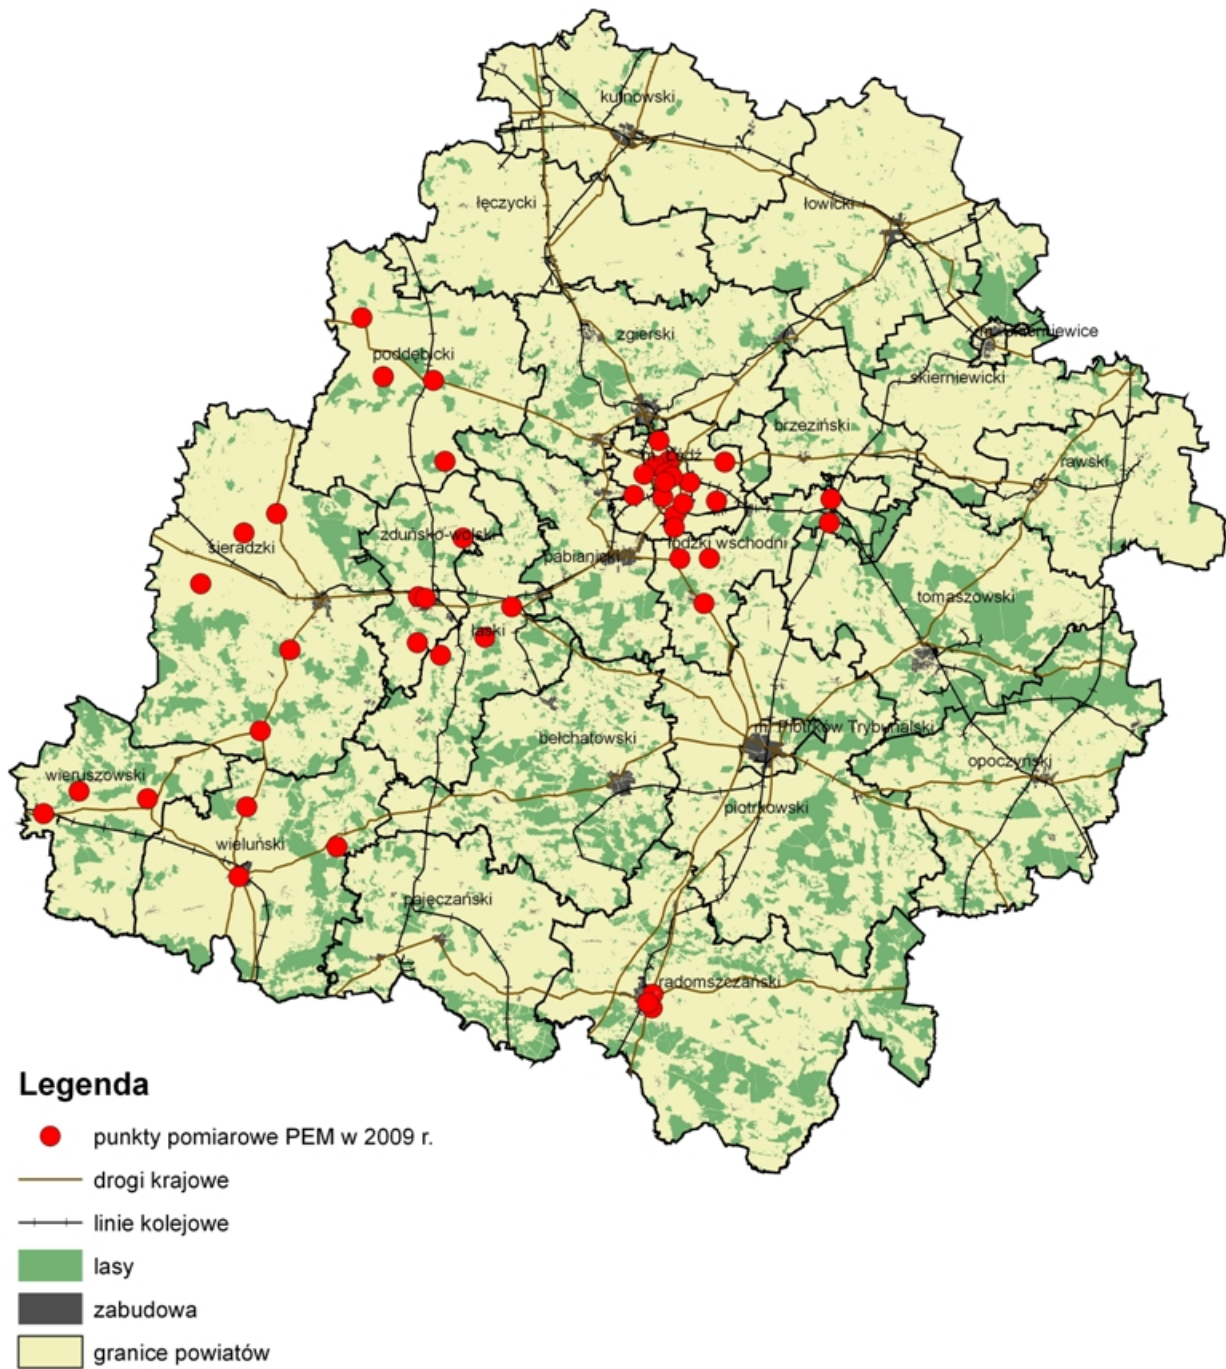 kutnowski
łęczycki
łowicki
zgierski
m. Skierniewice
poddębicki
skierniewicki
brzeziński
m. Łódź
rawski
sieradzki
zduńsko-wolski
pabianicki
łódzki wschodni
tomaszowski
łaski
bełchatowski
m. Piotrków Trybunalski
opoczyński
wieruszowski
piotrkowski
wieluński
pajęczański
radomszczański
Legenda
punkty pomiarowe PEM w 2009 r.
drogi krajowe
linie kolejowe
lasy
zabudowa
granice powiatów